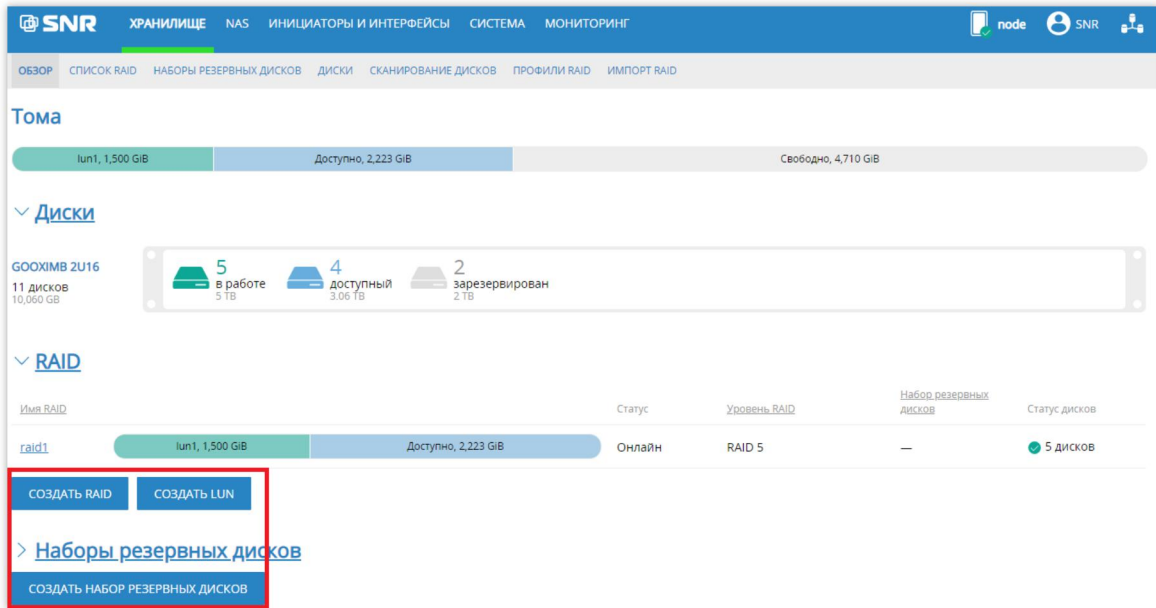 SNR ХРАНИЛИЩЕ NAS ИНИЦИАТОРЫ И ИНТЕРФЕЙСЫ СИСТЕМА МОНИТОРИНГ node SNR
ОБЗОР СПИСОК RAID НАБОРЫ РЕЗЕРВНЫХ ДИСКОВ ДИСКИ СКАНИРОВАНИЕ ДИСКОВ ПРОФИЛИ RAID ИМПОРТ RAID
Тома
lun1, 1,500 GiB Доступно, 2,223 GiB Свободно, 4,710 GiB
Диски
GOOXIMB 2U16
11 дисков
10,060 GB
5
в работе
5 TB
4
доступный
3.06 TB
2
зарезервирован
2 TB
RAID
Имя RAID Статус Уровень RAID Набор резервных
дисков Статус дисков
raid1 lun1, 1,500 GiB Доступно, 2,223 GiB Онлайн RAID 5 — 5 дисков
СОЗДАТЬ RAID СОЗДАТЬ LUN
Наборы резервных дисков
СОЗДАТЬ НАБОР РЕЗЕРВНЫХ ДИСКОВ